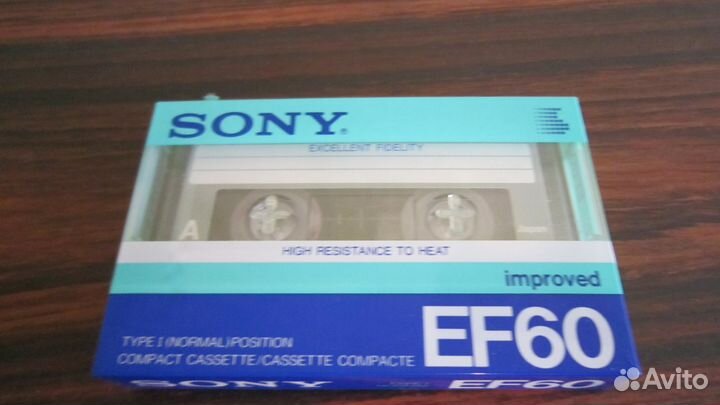 SONY®
EXCELLENT FIDELITY
A
Japan
HIGH RESISTANCE TO HEAT
improved
TYPE I (NORMAL) POSITION
COMPACT CASSETTE/CASSETTE COMPACTE
EF60
SONY EF60
Avito